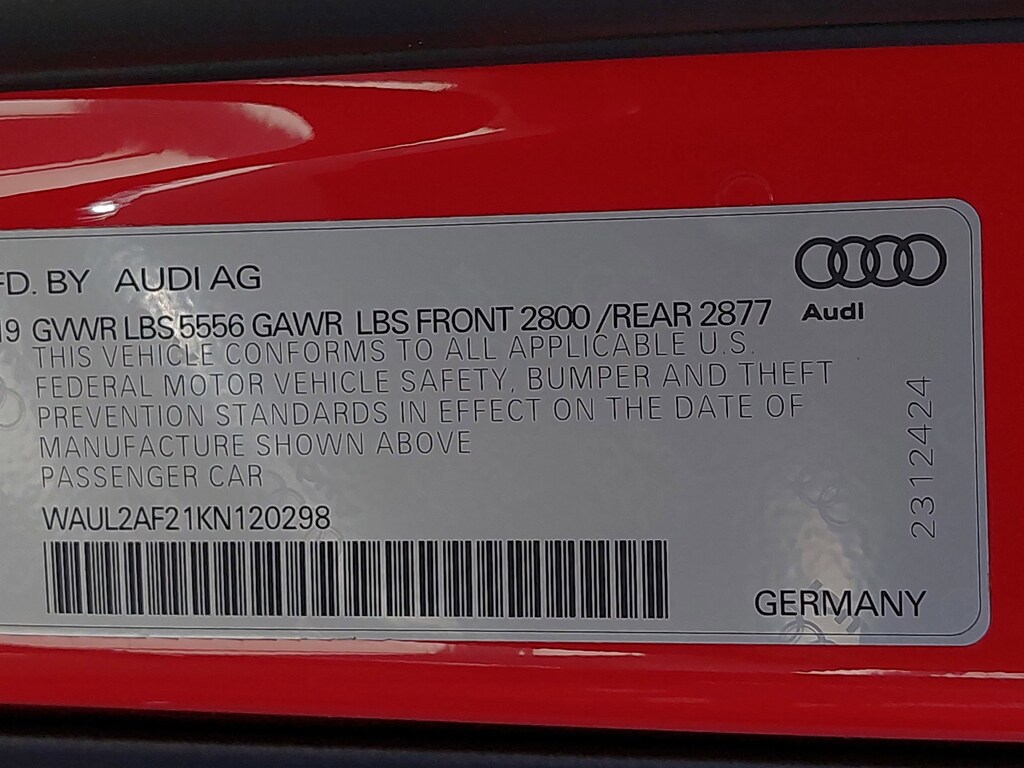 FD. BY AUDI AG
19 GVWR LBS 5556 GAWR LBS FRONT 2800 /REAR 2877
Audi
THIS VEHICLE CONFORMS TO ALL APPLICABLE U.S.
FEDERAL MOTOR VEHICLE SAFETY, BUMPER AND THEFT
PREVENTION STANDARDS IN EFFECT ON THE DATE OF
MANUFACTURE SHOWN ABOVE
PASSENGER CAR
WAUL2AF21KN120298
2312424
GERMANY